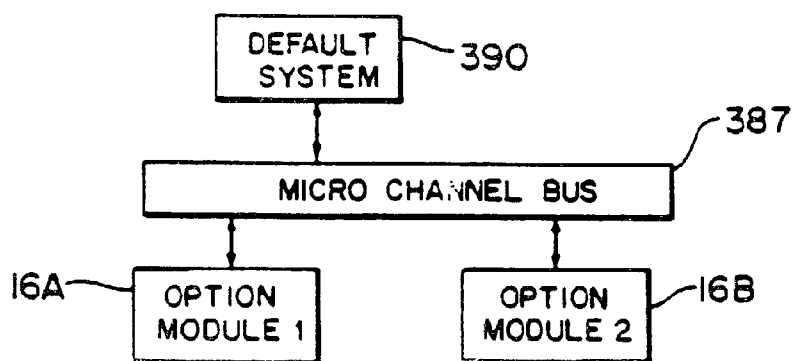 DEFAULT
SYSTEM
390
387
MICRO CHANNEL BUS
16A
OPTION
MODULE 1
OPTION
MODULE 2
16B